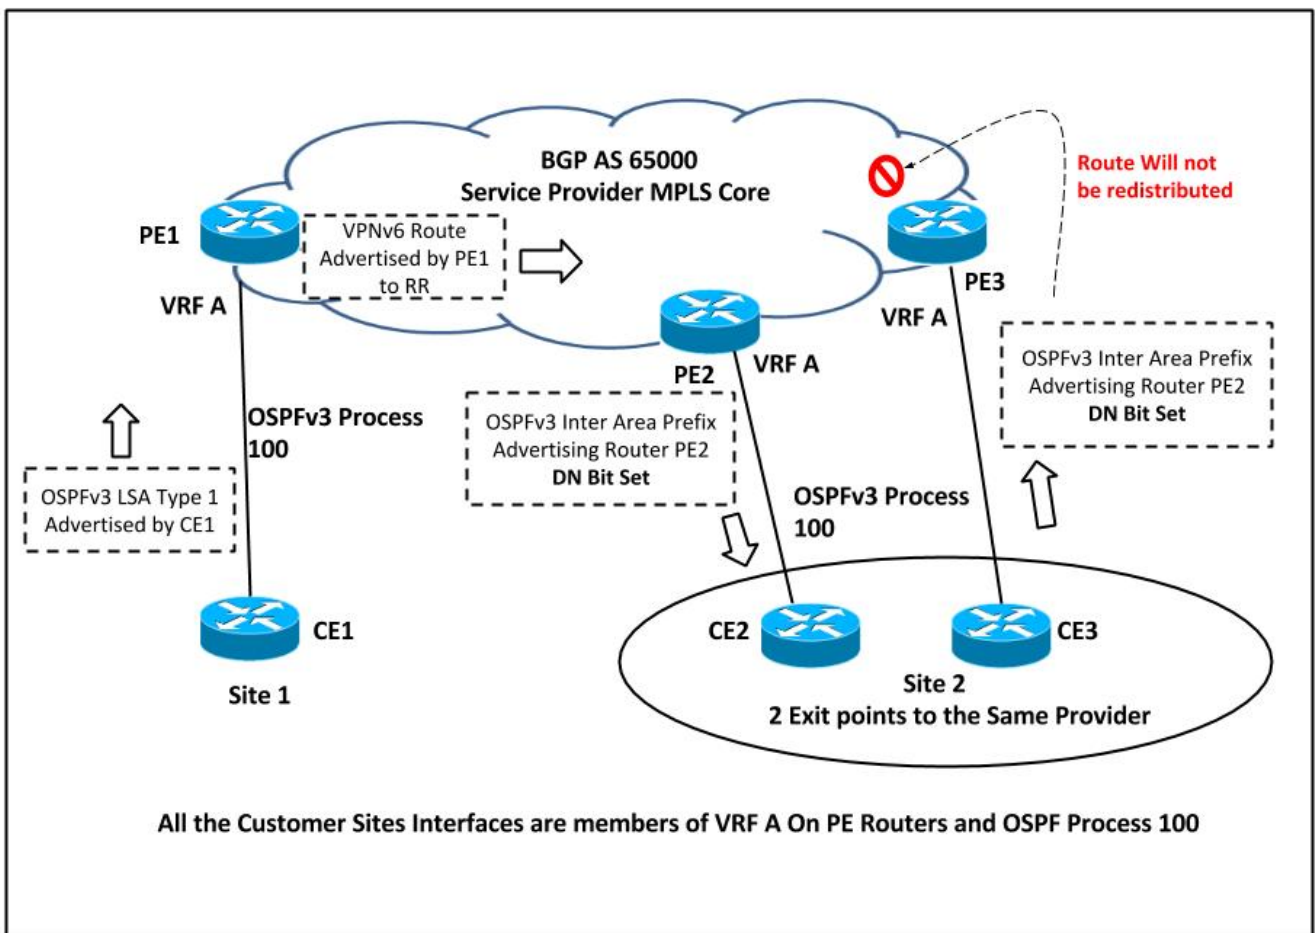 BGP AS 65000
Service Provider MPLS Core
Route Will not
be redistributed
PE1
VPNv6 Route
Advertised by PE1
to RR
VRF A
PE3
VRF A
PE2
VRF A
OSPFv3 Inter Area Prefix
Advertising Router PE2
DN Bit Set
OSPFv3 Inter Area Prefix
Advertising Router PE2
DN Bit Set
OSPFv3 Process
100
OSPFv3 LSA Type 1
Advertised by CE1
OSPFv3 Process
100
CE1
CE2
CE3
Site 1
Site 2
2 Exit points to the Same Provider
All the Customer Sites Interfaces are members of VRF A On PE Routers and OSPF Process 100